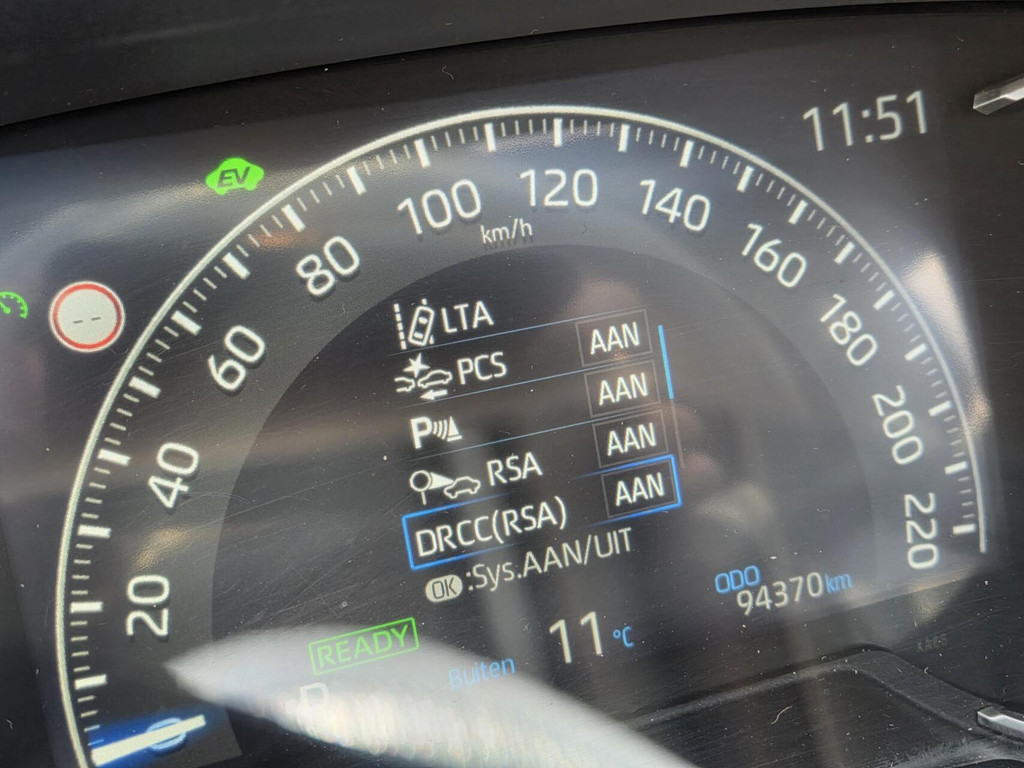 11:51
EV
--
20
40
60
80
100
120
140
160
180
200
220
km/h
LTA
PCS AAN
P AAN
RSA AAN
DRCC(RSA) AAN
OK :Sys.AAN/UIT
ODO
94370km
READY
Buiten 11°C
P
0